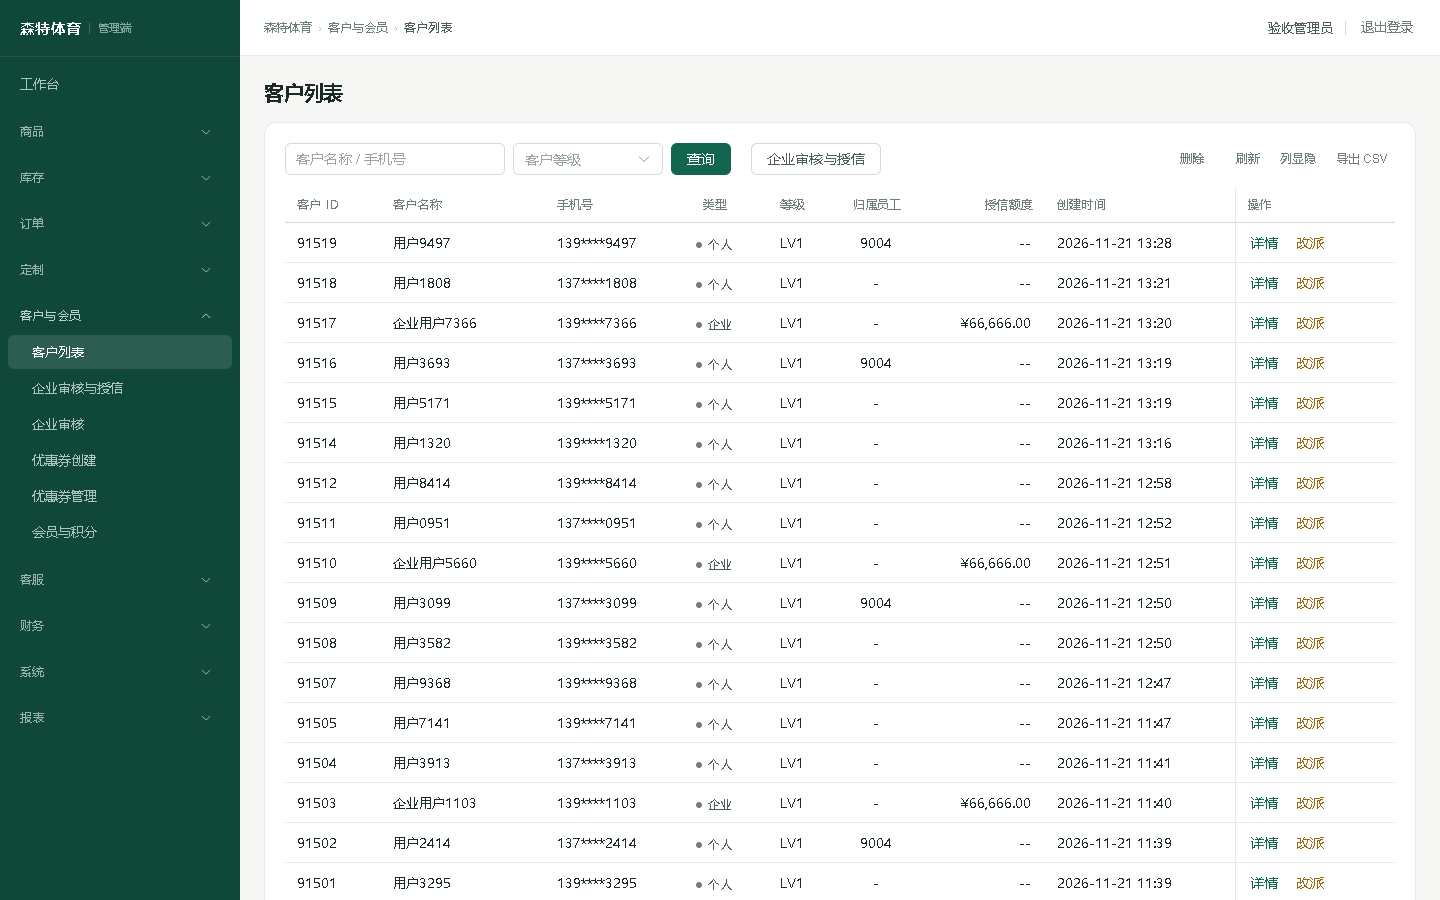 森特体育 管理端
森特体育 › 客户与会员 › 客户列表
验收管理员 退出登录
工作台
商品
库存
订单
定制
客户与会员
客户列表
企业审核与授信
企业审核
优惠券创建
优惠券管理
会员与积分
客服
财务
系统
报表
客户列表
客户名称 / 手机号 客户等级 查询 企业审核与授信 删除 刷新 列显隐 导出 CSV
客户 ID 客户名称 手机号 类型 等级 归属员工 授信额度 创建时间 操作
91519 用户9497 139****9497 个人 LV1 9004 -- 2026-11-21 13:28 详情 改派
91518 用户1808 137****1808 个人 LV1 - -- 2026-11-21 13:21 详情 改派
91517 企业用户7366 139****7366 企业 LV1 - ¥66,666.00 2026-11-21 13:20 详情 改派
91516 用户3693 137****3693 个人 LV1 9004 -- 2026-11-21 13:19 详情 改派
91515 用户5171 139****5171 个人 LV1 - -- 2026-11-21 13:19 详情 改派
91514 用户1320 139****1320 个人 LV1 - -- 2026-11-21 13:16 详情 改派
91512 用户8414 139****8414 个人 LV1 - -- 2026-11-21 12:58 详情 改派
91511 用户0951 137****0951 个人 LV1 - -- 2026-11-21 12:52 详情 改派
91510 企业用户5660 139****5660 企业 LV1 - ¥66,666.00 2026-11-21 12:51 详情 改派
91509 用户3099 137****3099 个人 LV1 9004 -- 2026-11-21 12:50 详情 改派
91508 用户3582 139****3582 个人 LV1 - -- 2026-11-21 12:50 详情 改派
91507 用户9368 139****9368 个人 LV1 - -- 2026-11-21 12:47 详情 改派
91505 用户7141 139****7141 个人 LV1 - -- 2026-11-21 11:47 详情 改派
91504 用户3913 137****3913 个人 LV1 - -- 2026-11-21 11:41 详情 改派
91503 企业用户1103 139****1103 企业 LV1 - ¥66,666.00 2026-11-21 11:40 详情 改派
91502 用户2414 137****2414 个人 LV1 9004 -- 2026-11-21 11:39 详情 改派
91501 用户3295 139****3295 个人 LV1 - -- 2026-11-21 11:39 详情 改派